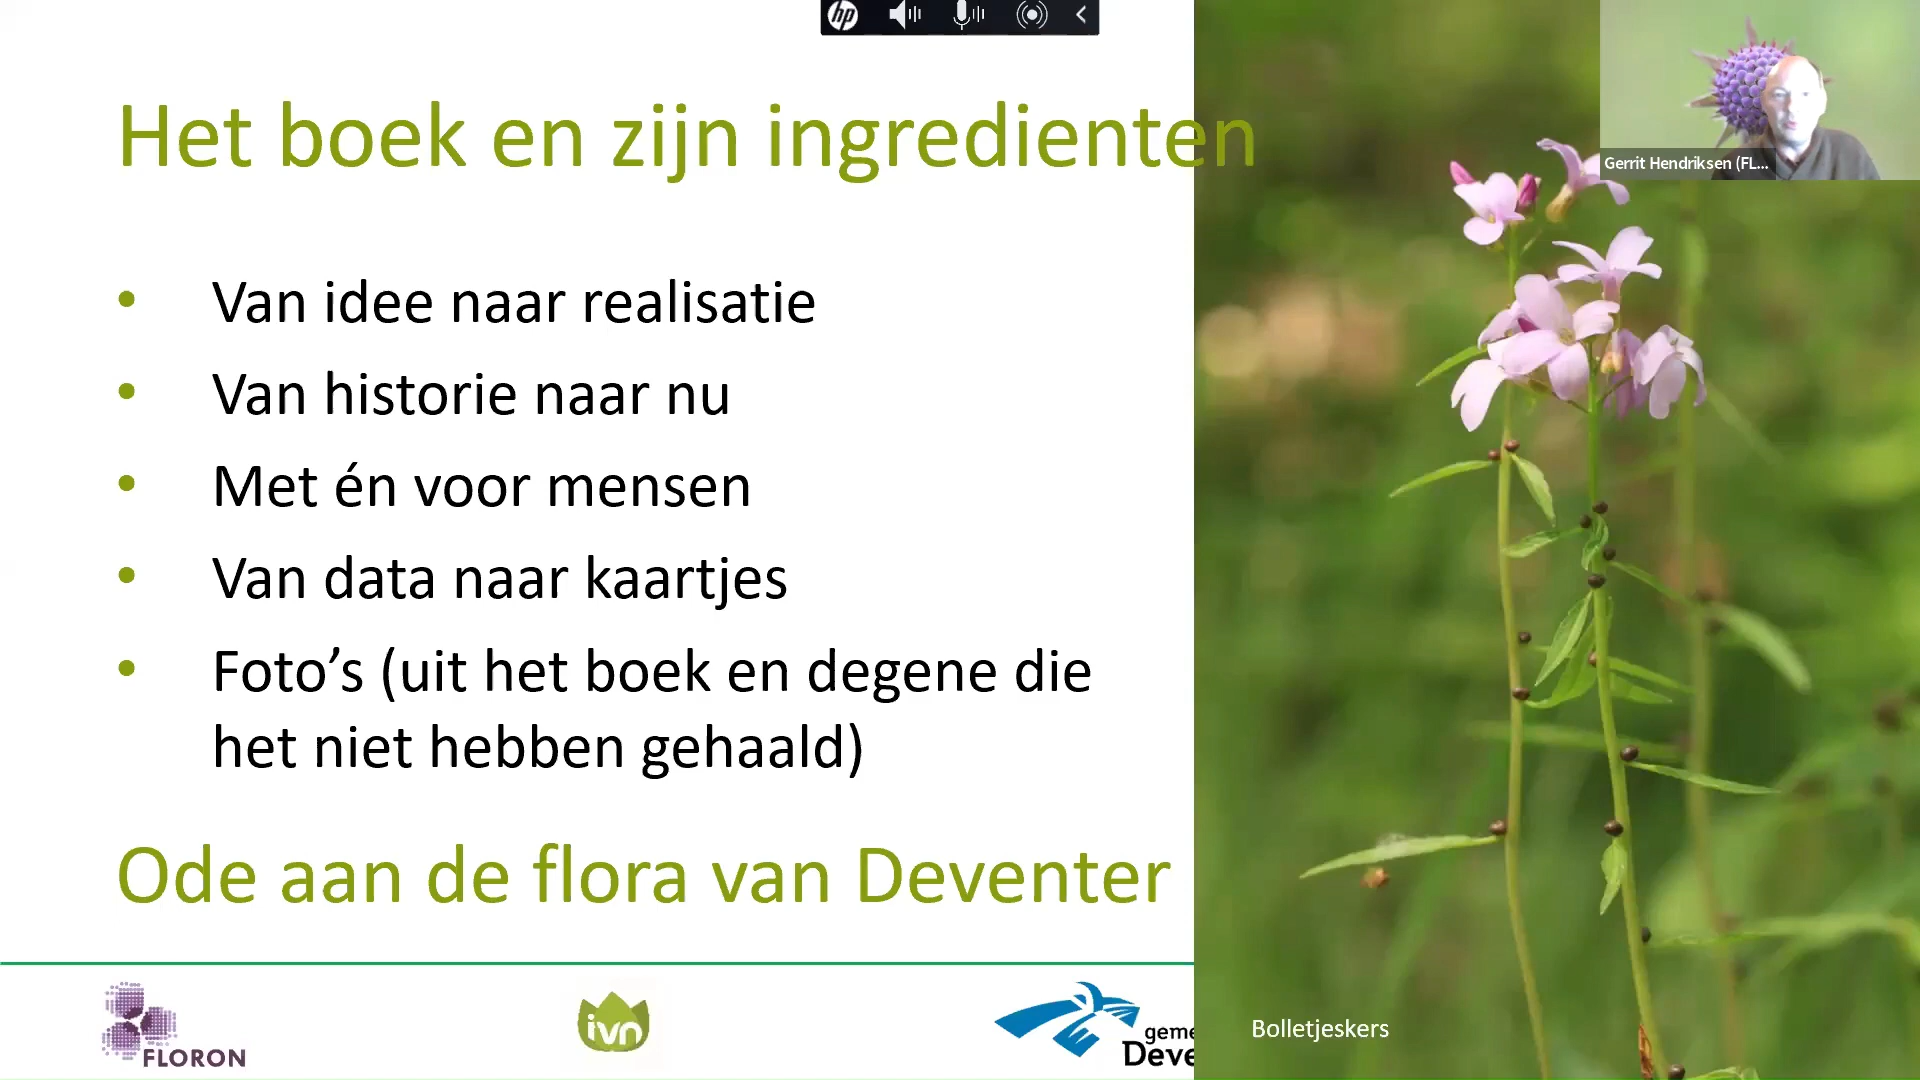 hp
Het boek en zijn ingredienten
Gerrit Hendriksen (FL...
• Van idee naar realisatie
• Van historie naar nu
• Met én voor mensen
• Van data naar kaartjes
• Foto’s (uit het boek en degene die
het niet hebben gehaald)
Ode aan de flora van Deventer
FLORON
ivn
geme
Deve
Bolletjeskers